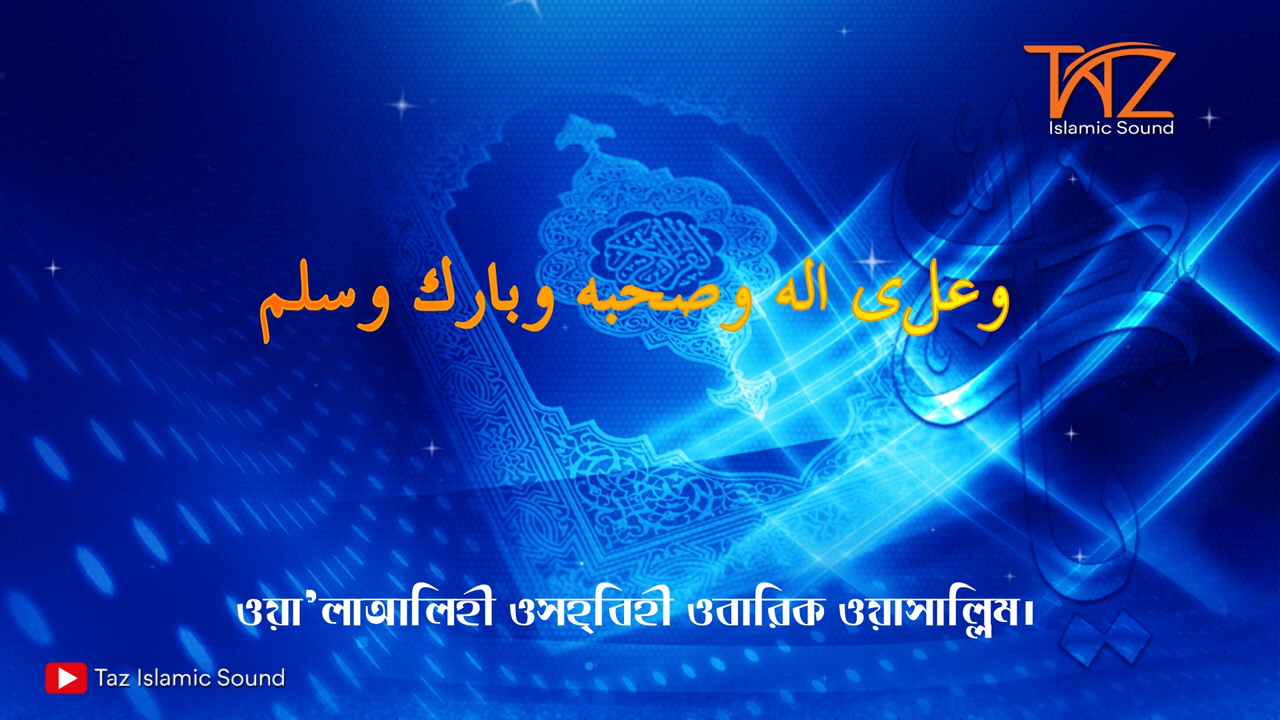 TAZ
Islamic Sound
وعلى اله وصحبه وبارك وسلم
ওয়া’লাআলিহী ওসহ্বিহী ওবারিক ওয়াসাল্লিম।
Taz Islamic Sound